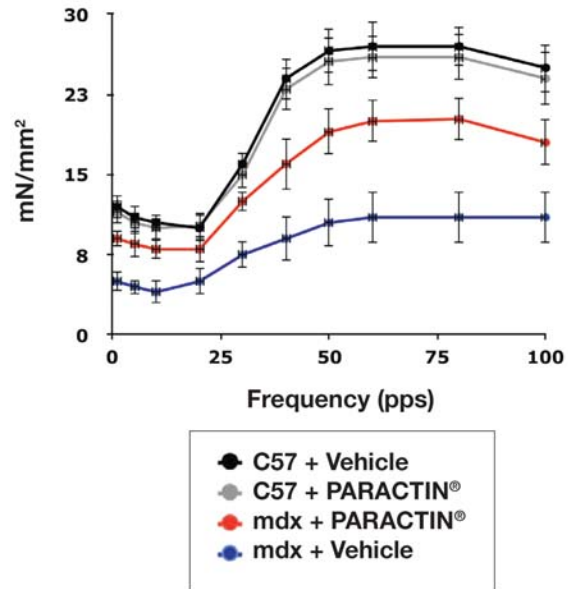 30
23
15
8
0
mN/mm²
0 25 50 75 100
Frequency (pps)
C57 + Vehicle
C57 + PARACTIN®
mdx + PARACTIN®
mdx + Vehicle